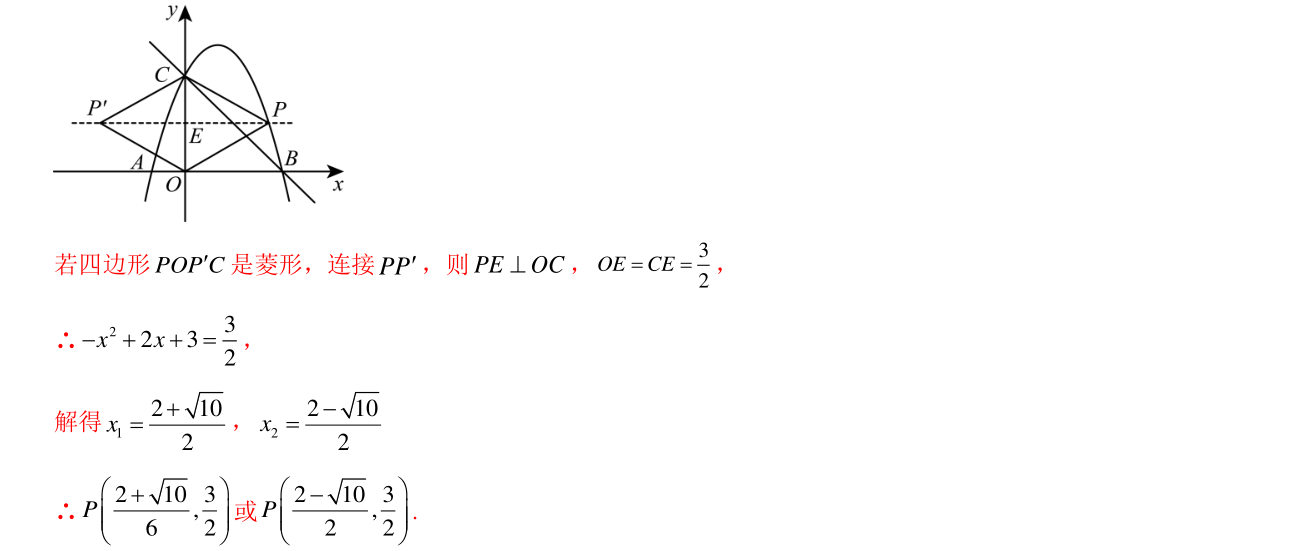 y
C
P′
P
E
A
B
O
x
若四边形POP′C是菱形，连接PP′，则PE⊥OC，OE=CE=3/2，
∴−x²+2x+3=3/2，
解得x₁=(2+√10)/2，x₂=(2−√10)/2
∴P((2+√10)/6,3/2)或P((2−√10)/2,3/2).